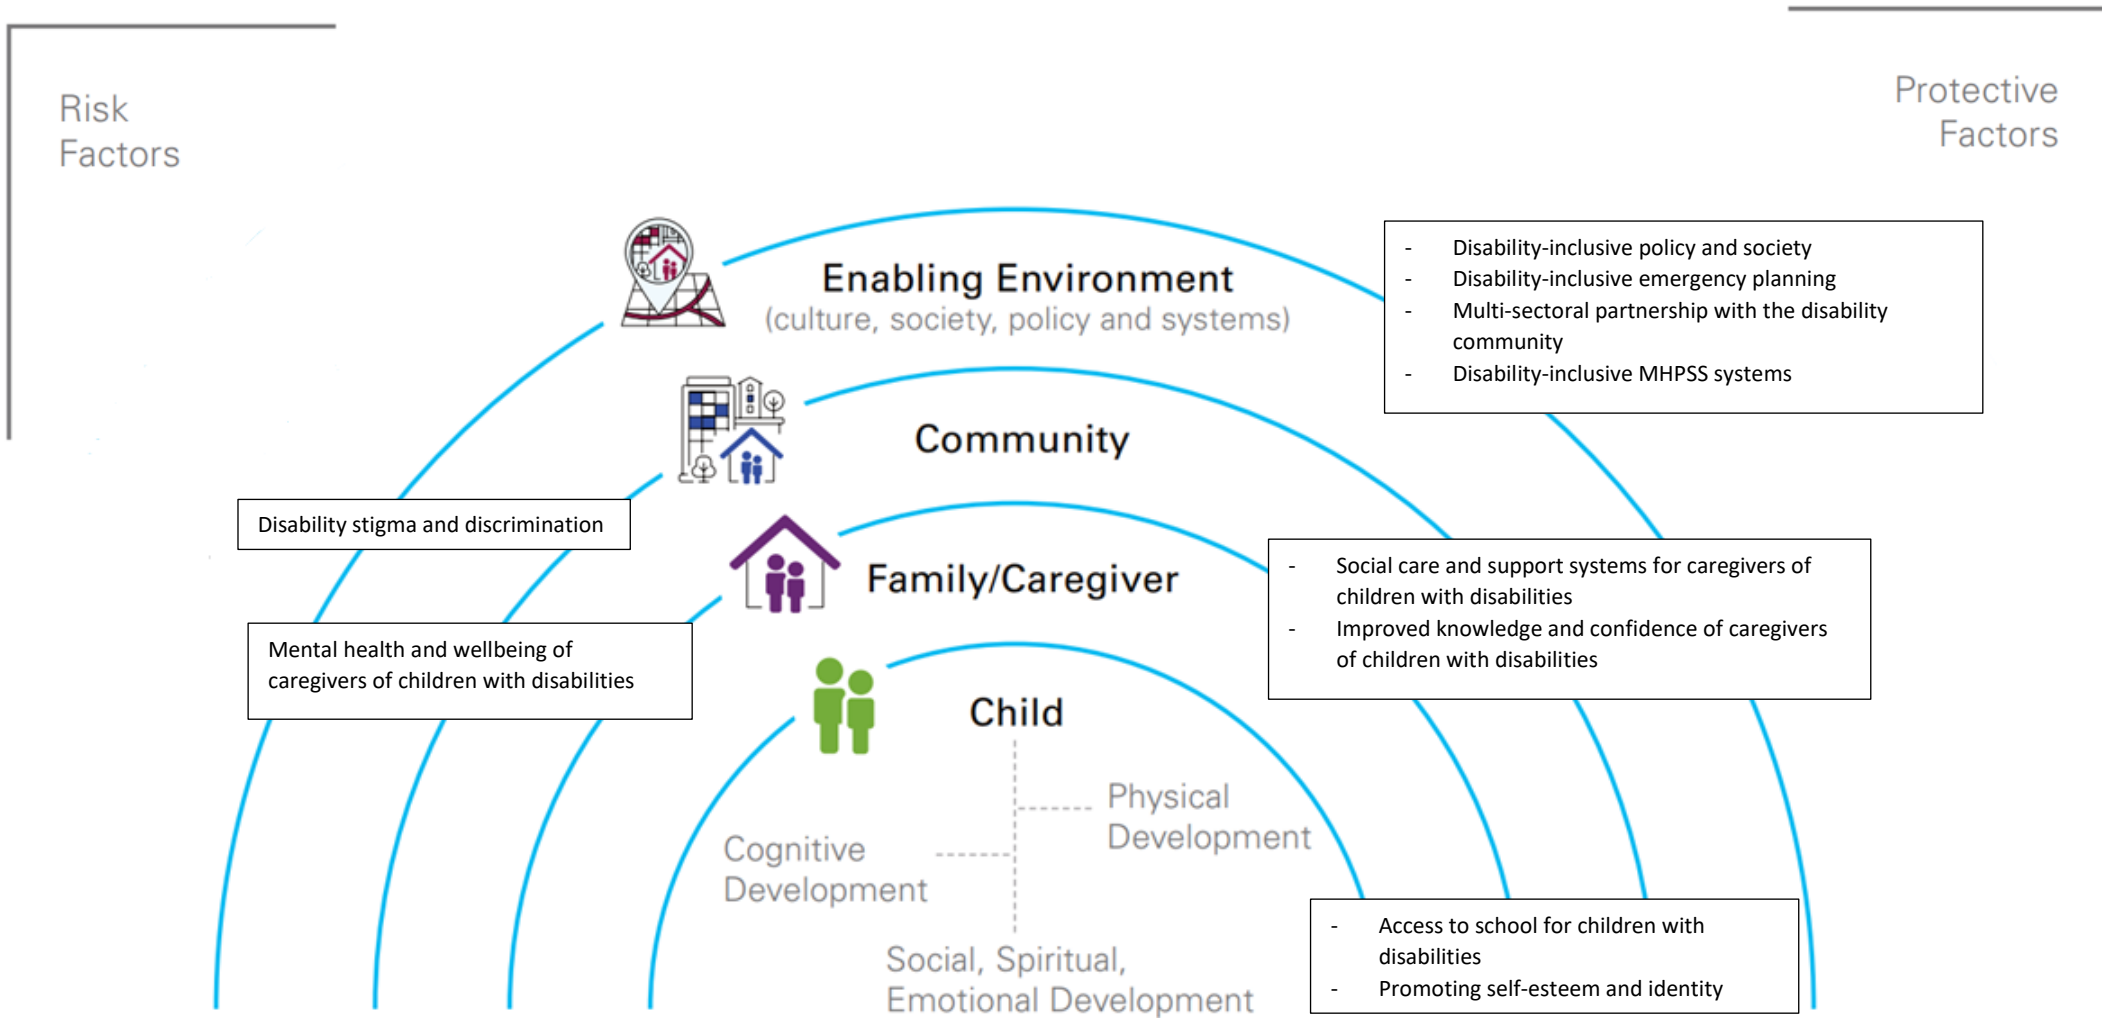 Risk
Factors
Protective
Factors
Enabling Environment
(culture, society, policy and systems)
- Disability-inclusive policy and society
- Disability-inclusive emergency planning
- Multi-sectoral partnership with the disability
community
- Disability-inclusive MHPSS systems
Community
Disability stigma and discrimination
Family/Caregiver
- Social care and support systems for caregivers of
children with disabilities
- Improved knowledge and confidence of caregivers
of children with disabilities
Mental health and wellbeing of
caregivers of children with disabilities
Child
Physical
Development
Cognitive
Development
Social, Spiritual,
Emotional Development
- Access to school for children with
disabilities
- Promoting self-esteem and identity